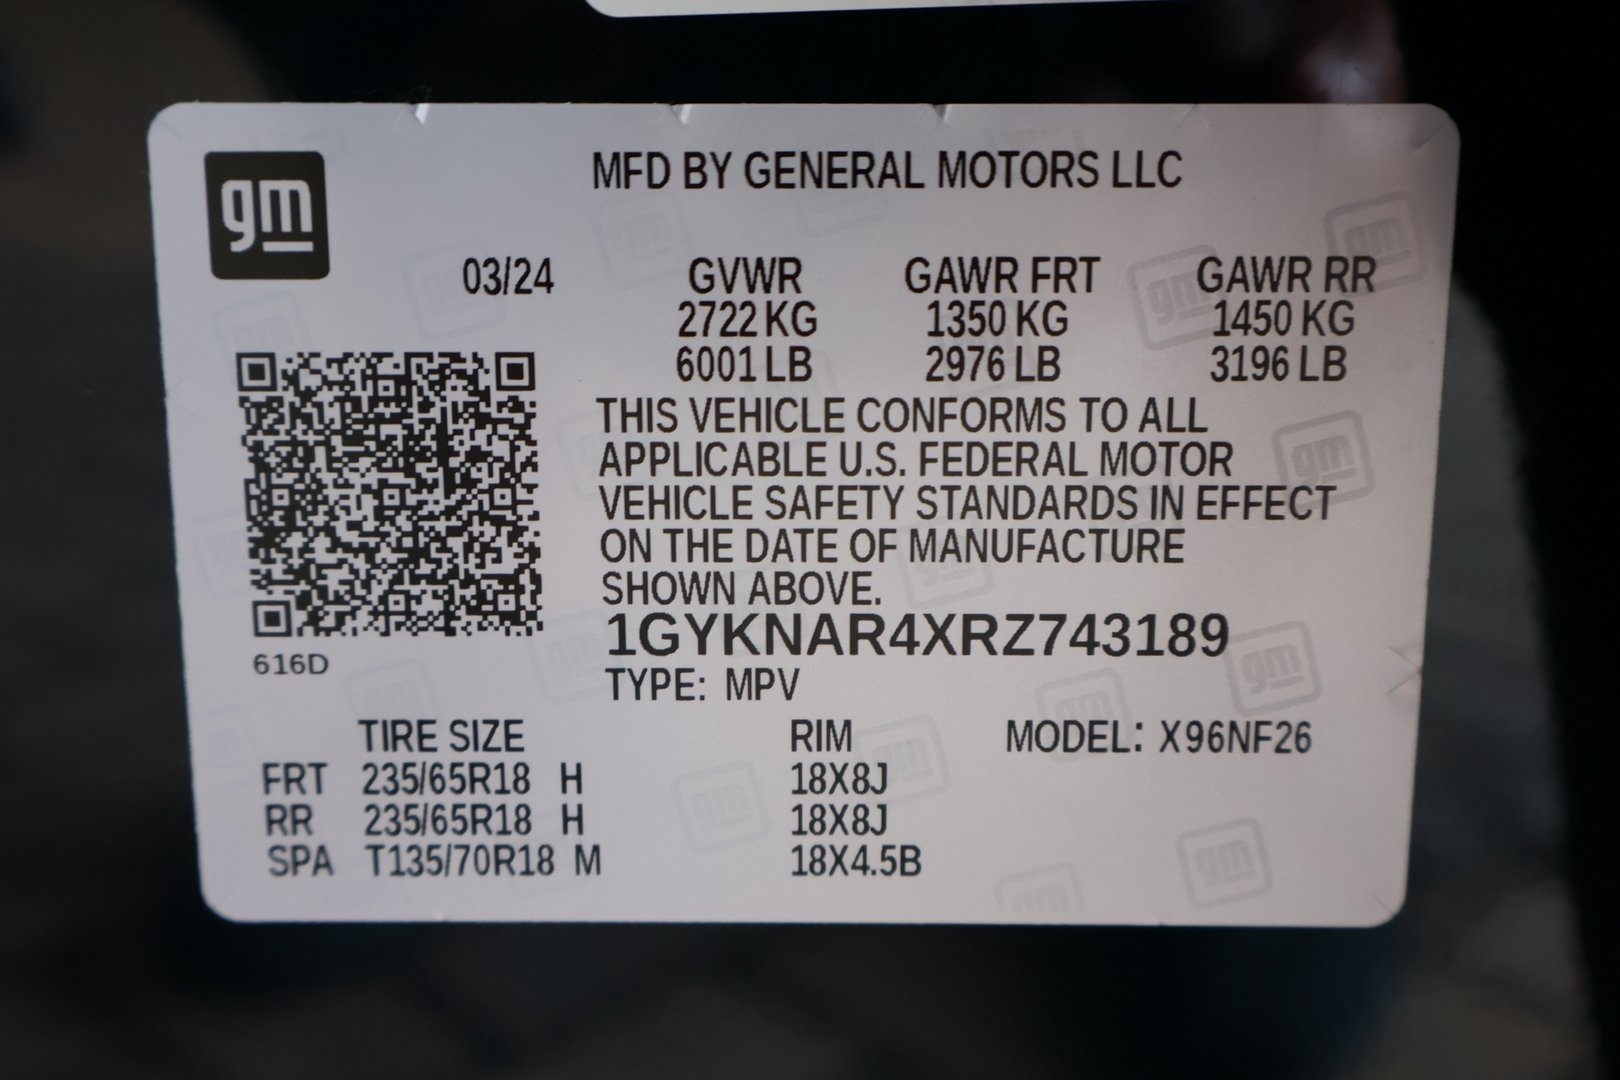 gm
MFD BY GENERAL MOTORS LLC
03/24 GVWR GAWR FRT GAWR RR
2722 KG 1350 KG 1450 KG
6001 LB 2976 LB 3196 LB
THIS VEHICLE CONFORMS TO ALL
APPLICABLE U.S. FEDERAL MOTOR
VEHICLE SAFETY STANDARDS IN EFFECT
ON THE DATE OF MANUFACTURE
SHOWN ABOVE.
1GYKNAR4XRZ743189
616D
TYPE: MPV
TIRE SIZE RIM MODEL: X96NF26
FRT 235/65R18 H 18X8J
RR 235/65R18 H 18X8J
SPA T135/70R18 M 18X4.5B